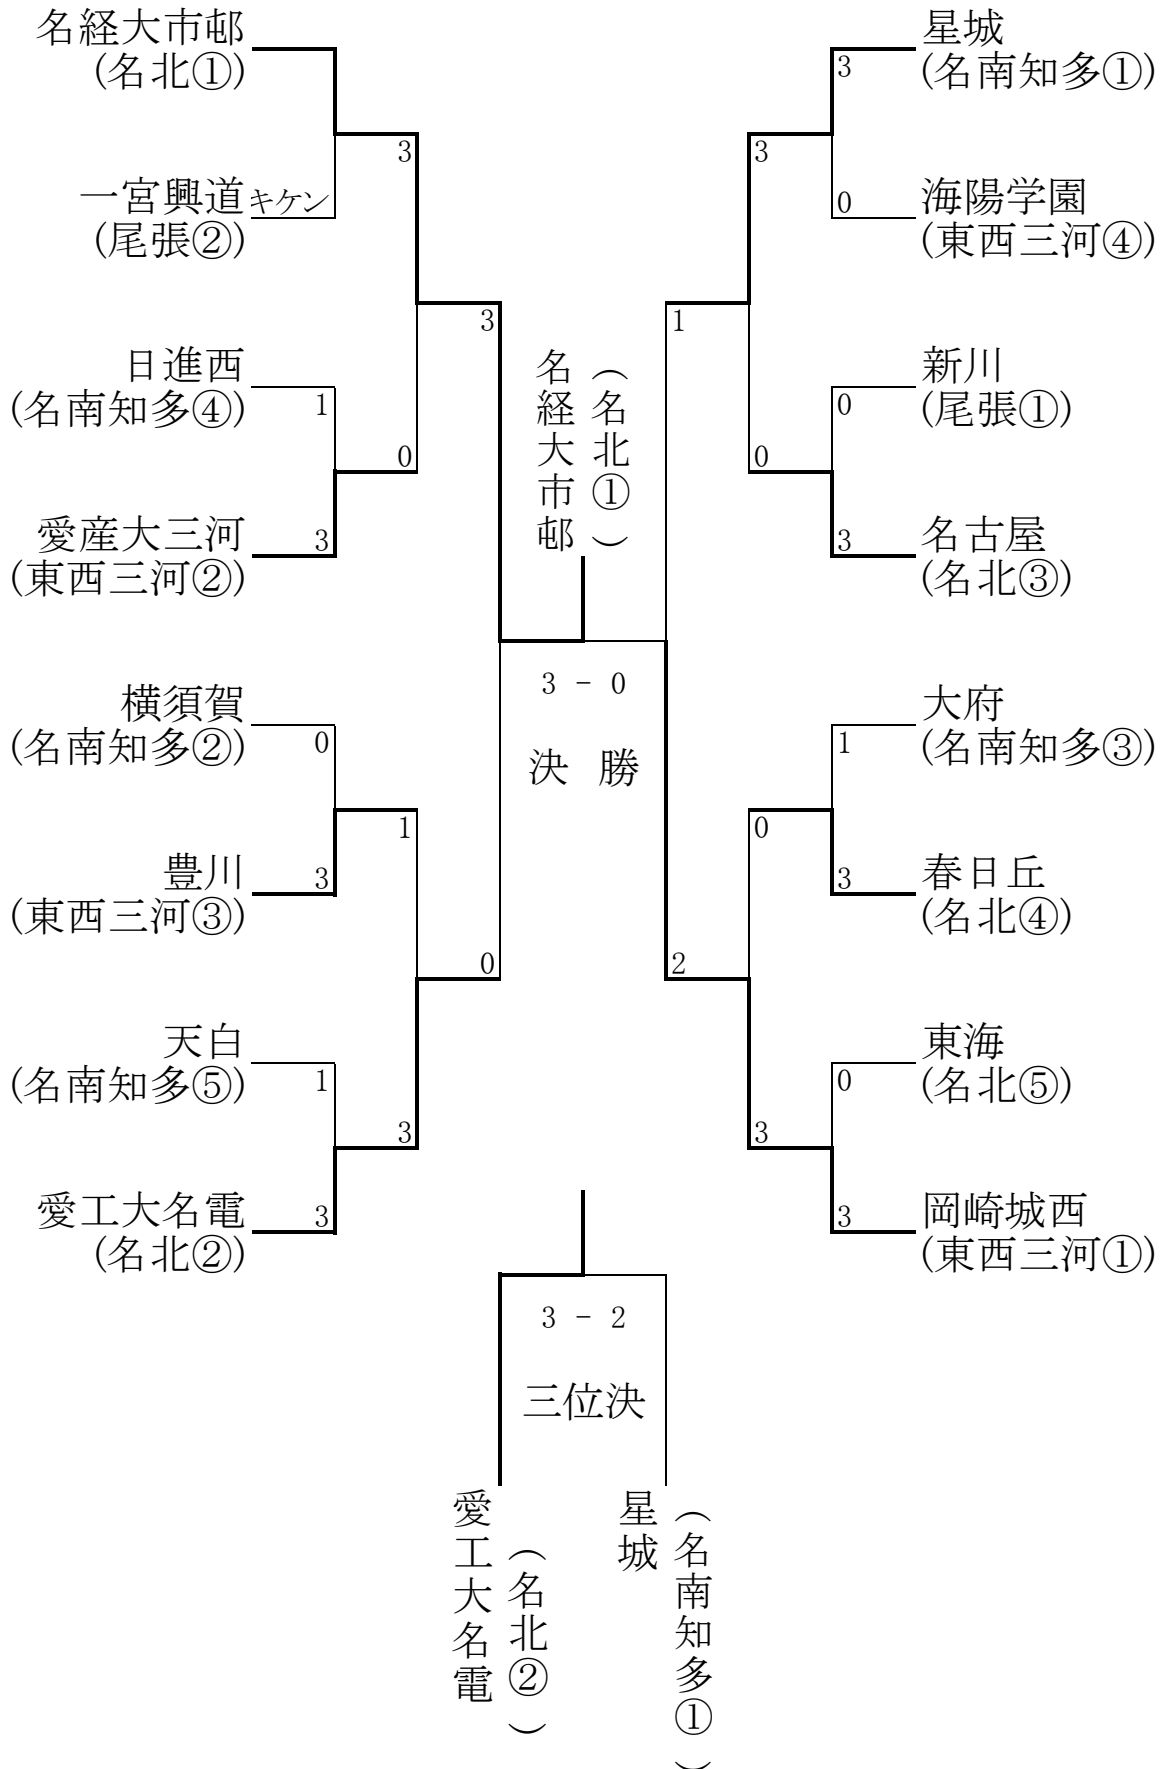 名経大市邨
(名北①)
3
一宮興道
キケン
(尾張②)
3
日進西
(名南知多④)
1
0
愛産大三河
3
(東西三河②)
横須賀
(名南知多②)
0
1
豊川
3
(東西三河③)
0
天白
(名南知多⑤)
1
3
愛工大名電
3
(名北②)
名経大市邨
(名北①)
3 - 0
決 勝
星城
3
(名南知多①)
3
海陽学園
0
(東西三河④)
1
新川
0
(尾張①)
0
名古屋
3
(名北③)
大府
1
(名南知多③)
0
春日丘
3
(名北④)
2
東海
0
(名北⑤)
3
岡崎城西
3
(東西三河①)
3 - 2
三位決
愛工大名電
(名北②)
星城
(名南知多①)